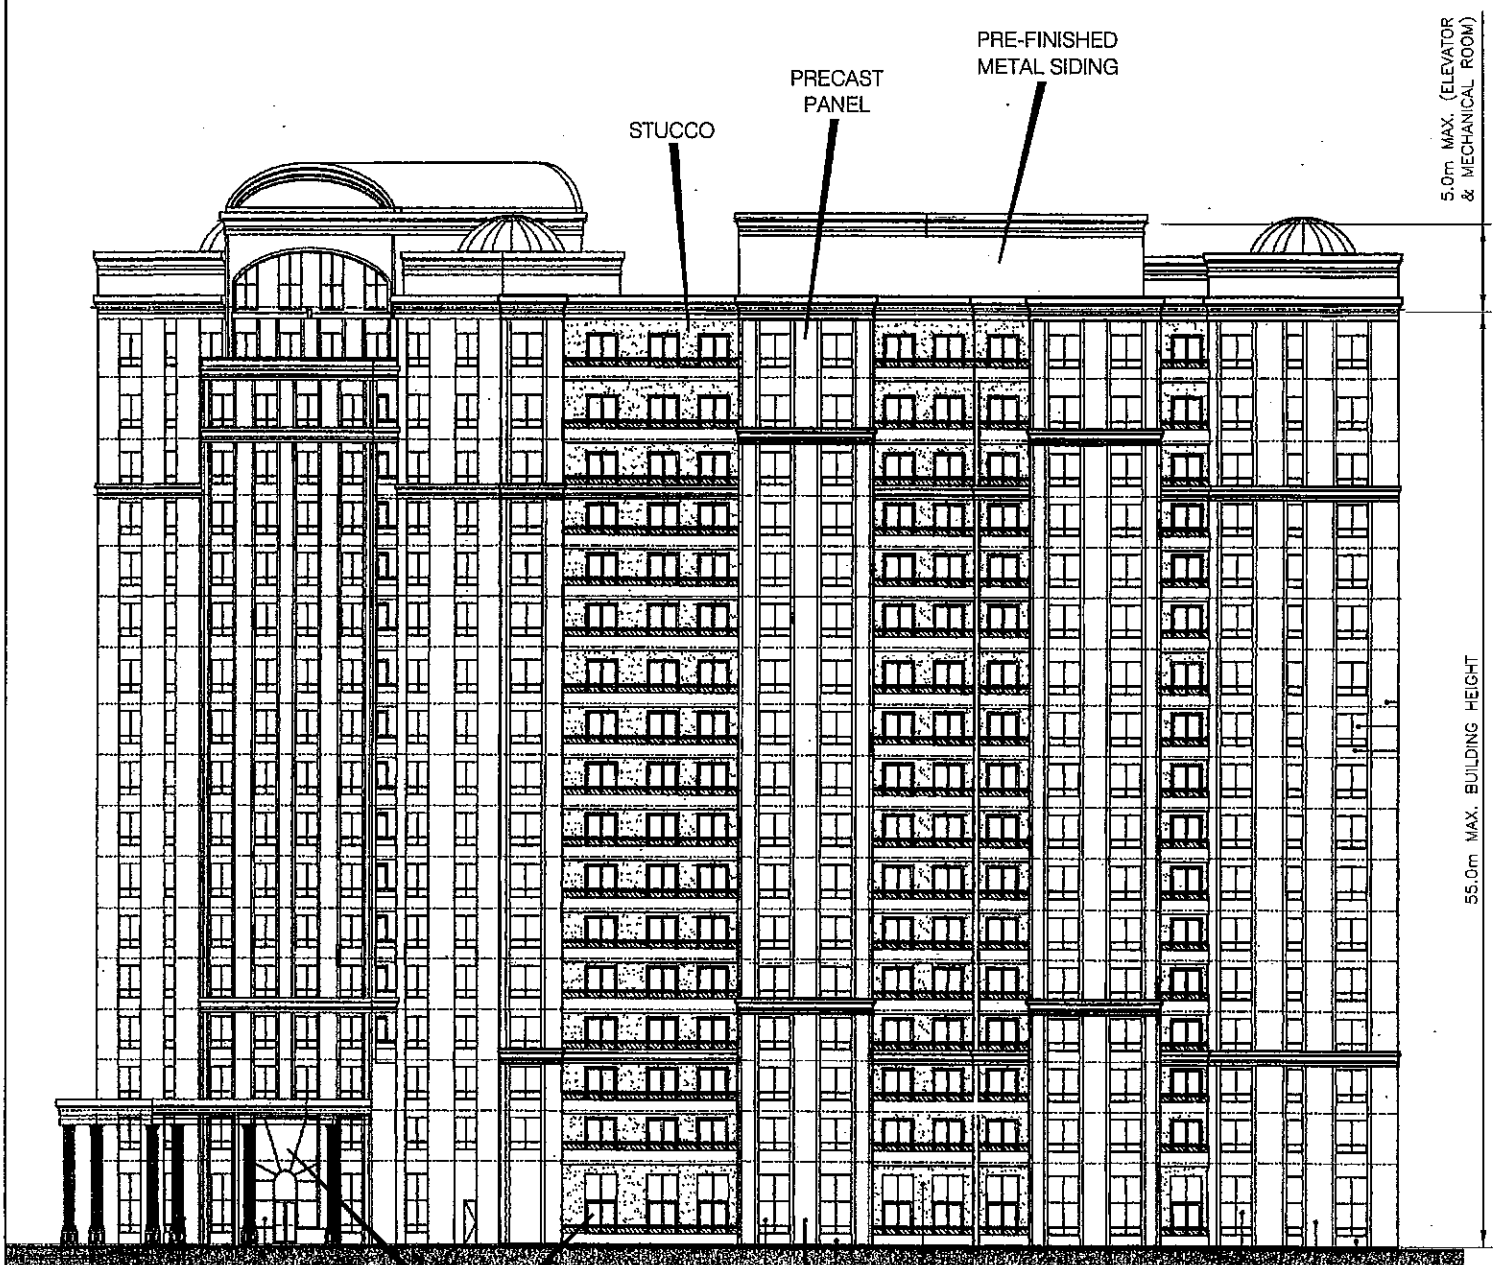 PRE-FINISHED
METAL SIDING
PRECAST
PANEL
STUCCO
5.0m MAX. (ELEVATOR
& MECHANICAL ROOM)
55.0m MAX. BUILDING HEIGHT